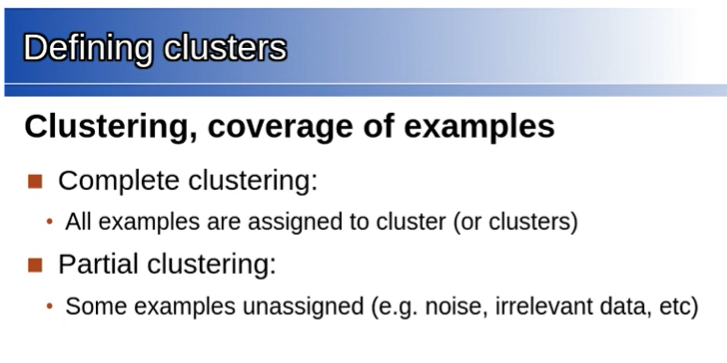 Defining clusters
Clustering, coverage of examples
■ Complete clustering:
• All examples are assigned to cluster (or clusters)
■ Partial clustering:
• Some examples unassigned (e.g. noise, irrelevant data, etc)